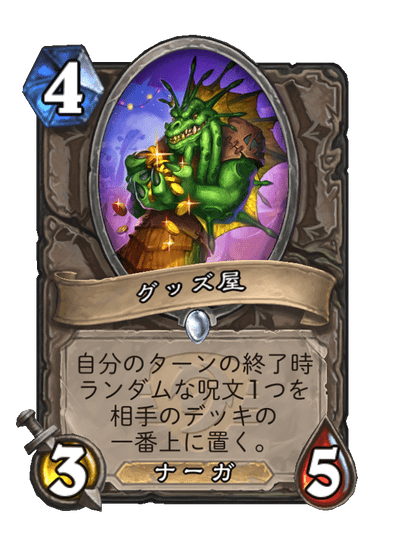 4
グッズ屋
自分のターンの終了時
ランダムな呪文1つを
相手のデッキの
一番上に置く。
3
ナーガ
5